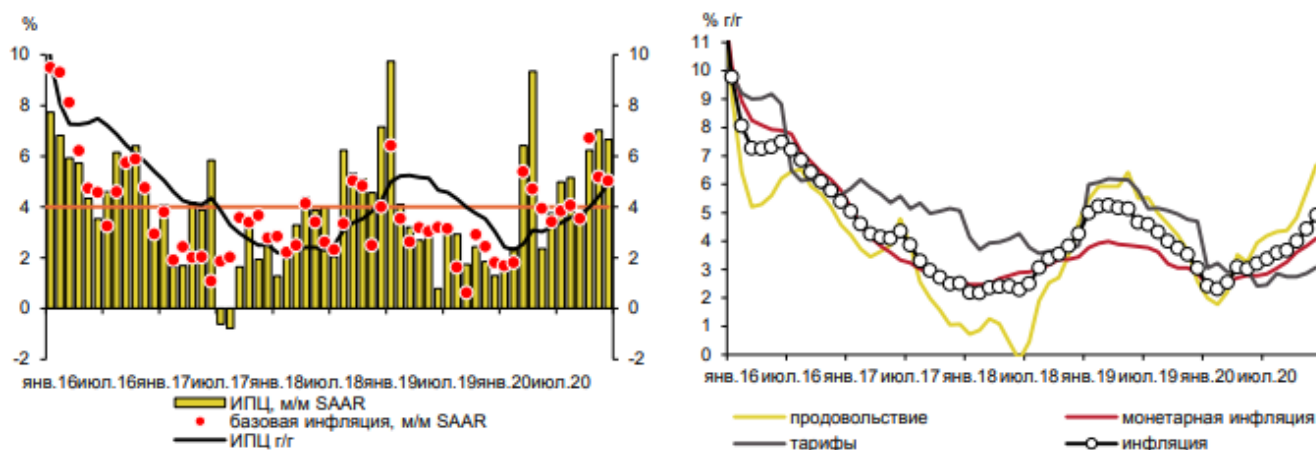 %
10
10
8
8
6
6
4
4
2
2
0
0
-2
-2
янв.16июл.16янв.17июл.17янв.18июл.18янв.19июл.19янв.20июл.20
ИПЦ, м/м SAAR
базовая инфляция, м/м SAAR
ИПЦ г/г
% г/г
11
10
9
8
7
6
5
4
3
2
1
0
янв.16 июл.16 янв.17 июл.17 янв.18 июл.18 янв.19 июл.19 янв.20 июл.20
продовольствие
монетарная инфляция
тарифы
инфляция